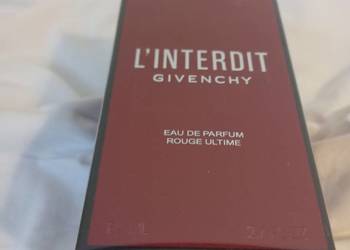 L'INTERDIT
GIVENCHY
EAU DE PARFUM
ROUGE ULTIME